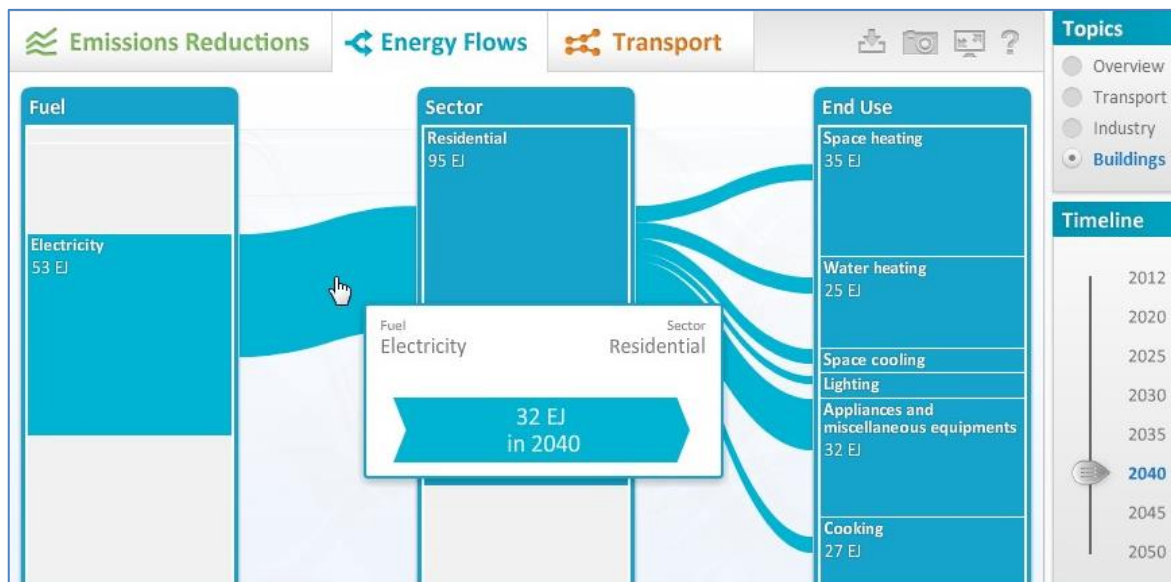 Emissions Reductions
Energy Flows
Transport
?
Topics
Overview
Transport
Industry
Buildings
Fuel
Electricity
53 EJ
Sector
Residential
95 EJ
Fuel
Electricity
Sector
Residential
32 EJ
in 2040
End Use
Space heating
35 EJ
Water heating
25 EJ
Space cooling
Lighting
Appliances and
miscellaneous equipments
32 EJ
Cooking
27 EJ
Timeline
2012
2020
2025
2030
2035
2040
2045
2050